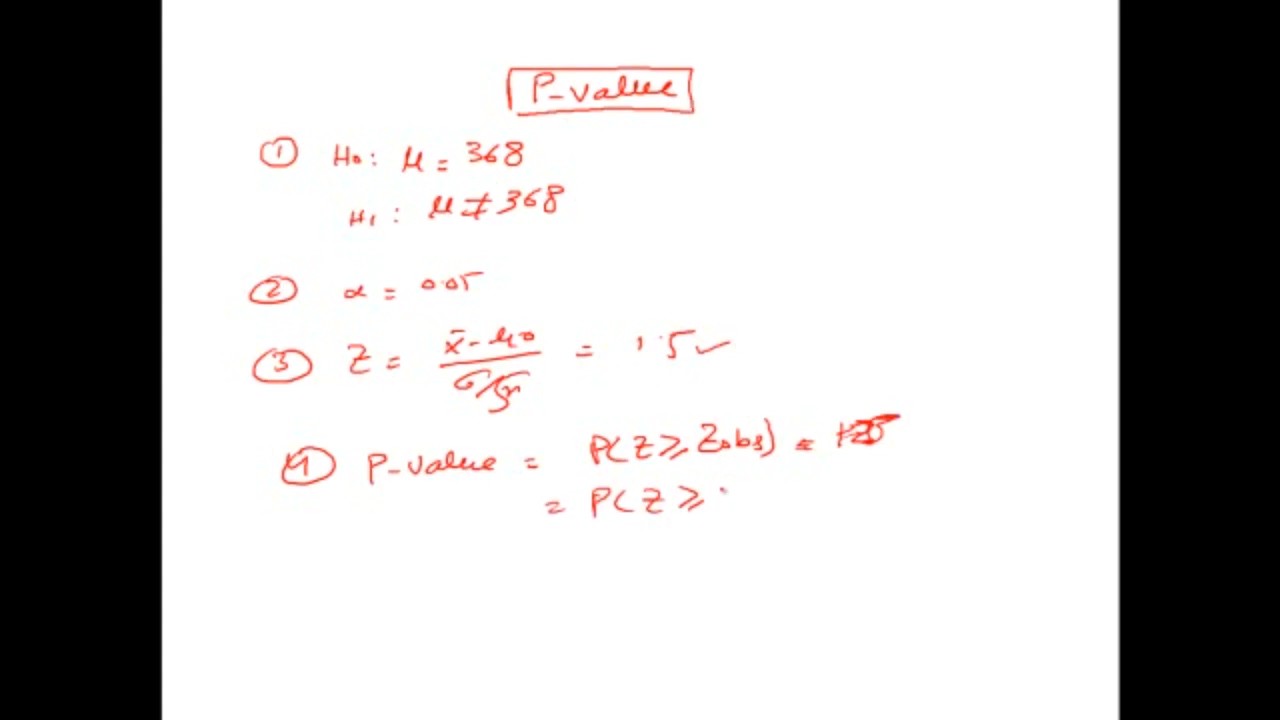 P-value
① H₀: μ = 368
H₁: μ ≠ 368
② α = 0.05
③ Z = (x̄ - μ₀) / (σ/√n) = 1.5 ✓
④ P-value = P(Z ≥ Zobs) =
= P(Z ≥